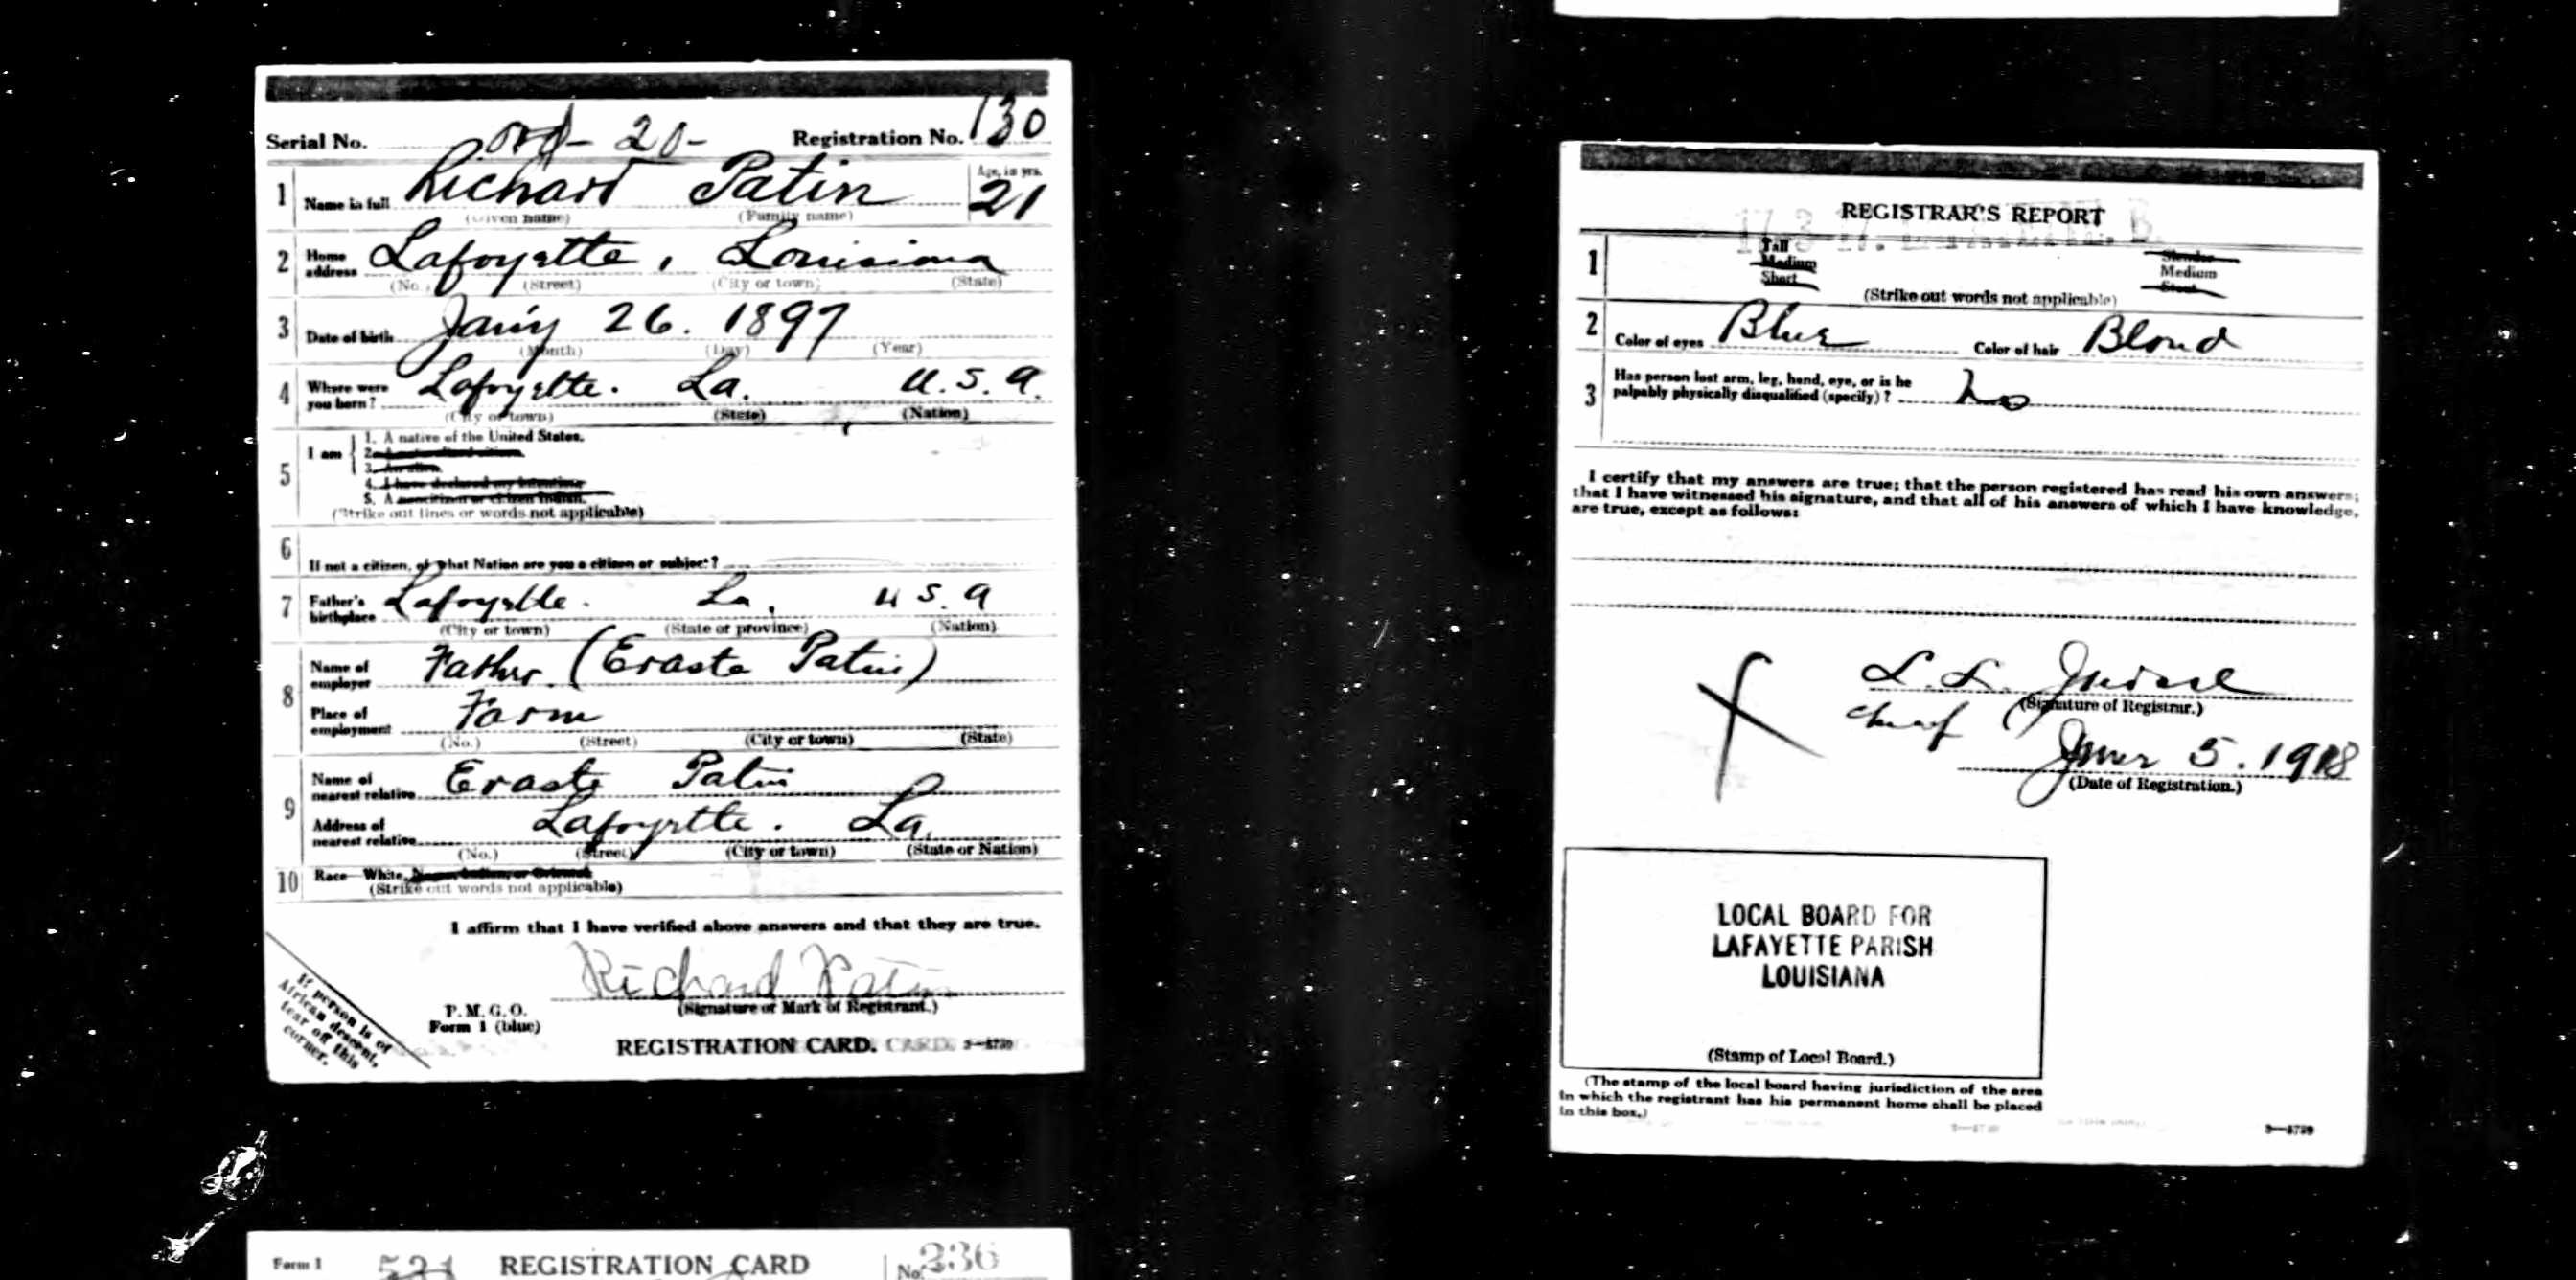 Serial No. Ord- 20- Registration No. 130
1 Name in full Richard Patin Age, in yrs. 21
(Given name) (Family name)
2 Home address Lafayette, Louisiana
(No.) (Street) (City or town) (State)
3 Date of birth Jany 26. 1897
(Month) (Day) (Year)
4 Where were you born? Lafayette. La. U.S.A.
(City or town) (State) (Nation)
5 I am
1. A native of the United States.
2. A naturalized citizen.
3. An alien.
4. I have declared my intention
5. A noncitizen or citizen Indian.
(Strike out lines or words not applicable)
6 If not a citizen, of what Nation are you a citizen or subject?
7 Father's birthplace Lafayette. La. U S. A
(City or town) (State or province) (Nation)
8 Name of employer Father (Eraste Patin)
Place of employment Farm
(No.) (Street) (City or town) (State)
9 Name of nearest relative Eraste Patin
Address of nearest relative Lafayette. La.
(No.) (Street) (City or town) (State or Nation)
10 Race—White, Negro, Indian, or Oriental
(Strike out words not applicable)
I affirm that I have verified above answers and that they are true.
Richard Patin
(Signature or Mark of Registrant.)
P. M. G. O.
Form 1 (blue)
REGISTRATION CARD. CARD. 3—5739
If person is of
African descent,
tear off this
corner.
Form 1 521 REGISTRATION CARD No. 236
REGISTRAR'S REPORT
1 Tall Slender
Medium Medium
Short Stout
(Strike out words not applicable)
2 Color of eyes Blue Color of hair Blond
3 Has person lost arm, leg, hand, eye, or is he
palpably physically disqualified (specify)? no
I certify that my answers are true; that the person registered has read his own answers;
that I have witnessed his signature, and that all of his answers of which I have knowledge,
are true, except as follows:
X L. L.
(Signature of Registrar.)
Chief
June 5. 1918
(Date of Registration.)
LOCAL BOARD FOR
LAFAYETTE PARISH
LOUISIANA
(Stamp of Local Board.)
(The stamp of the local board having jurisdiction of the area
in which the registrant has his permanent home shall be placed
in this box.)
3—5739